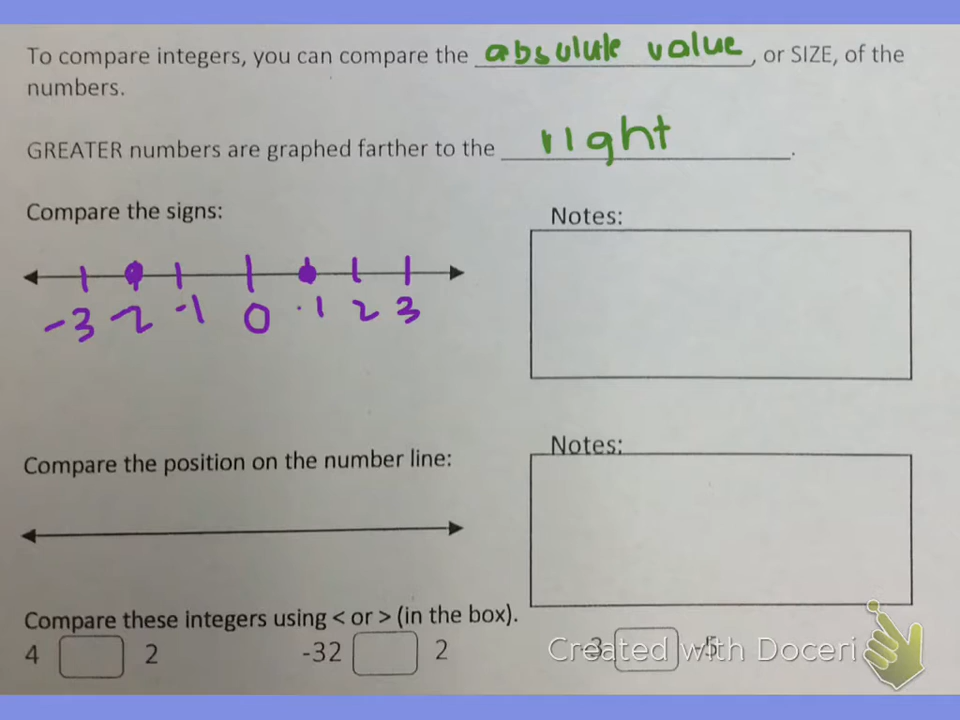 To compare integers, you can compare the absulute value, or SIZE, of the
numbers.
GREATER numbers are graphed farther to the right.
Compare the signs:
Notes:
-3 -2 -1 0 1 2 3
Compare the position on the number line:
Notes:
Compare these integers using < or > (in the box).
4 2 -32 2 -3
Created with Doceri